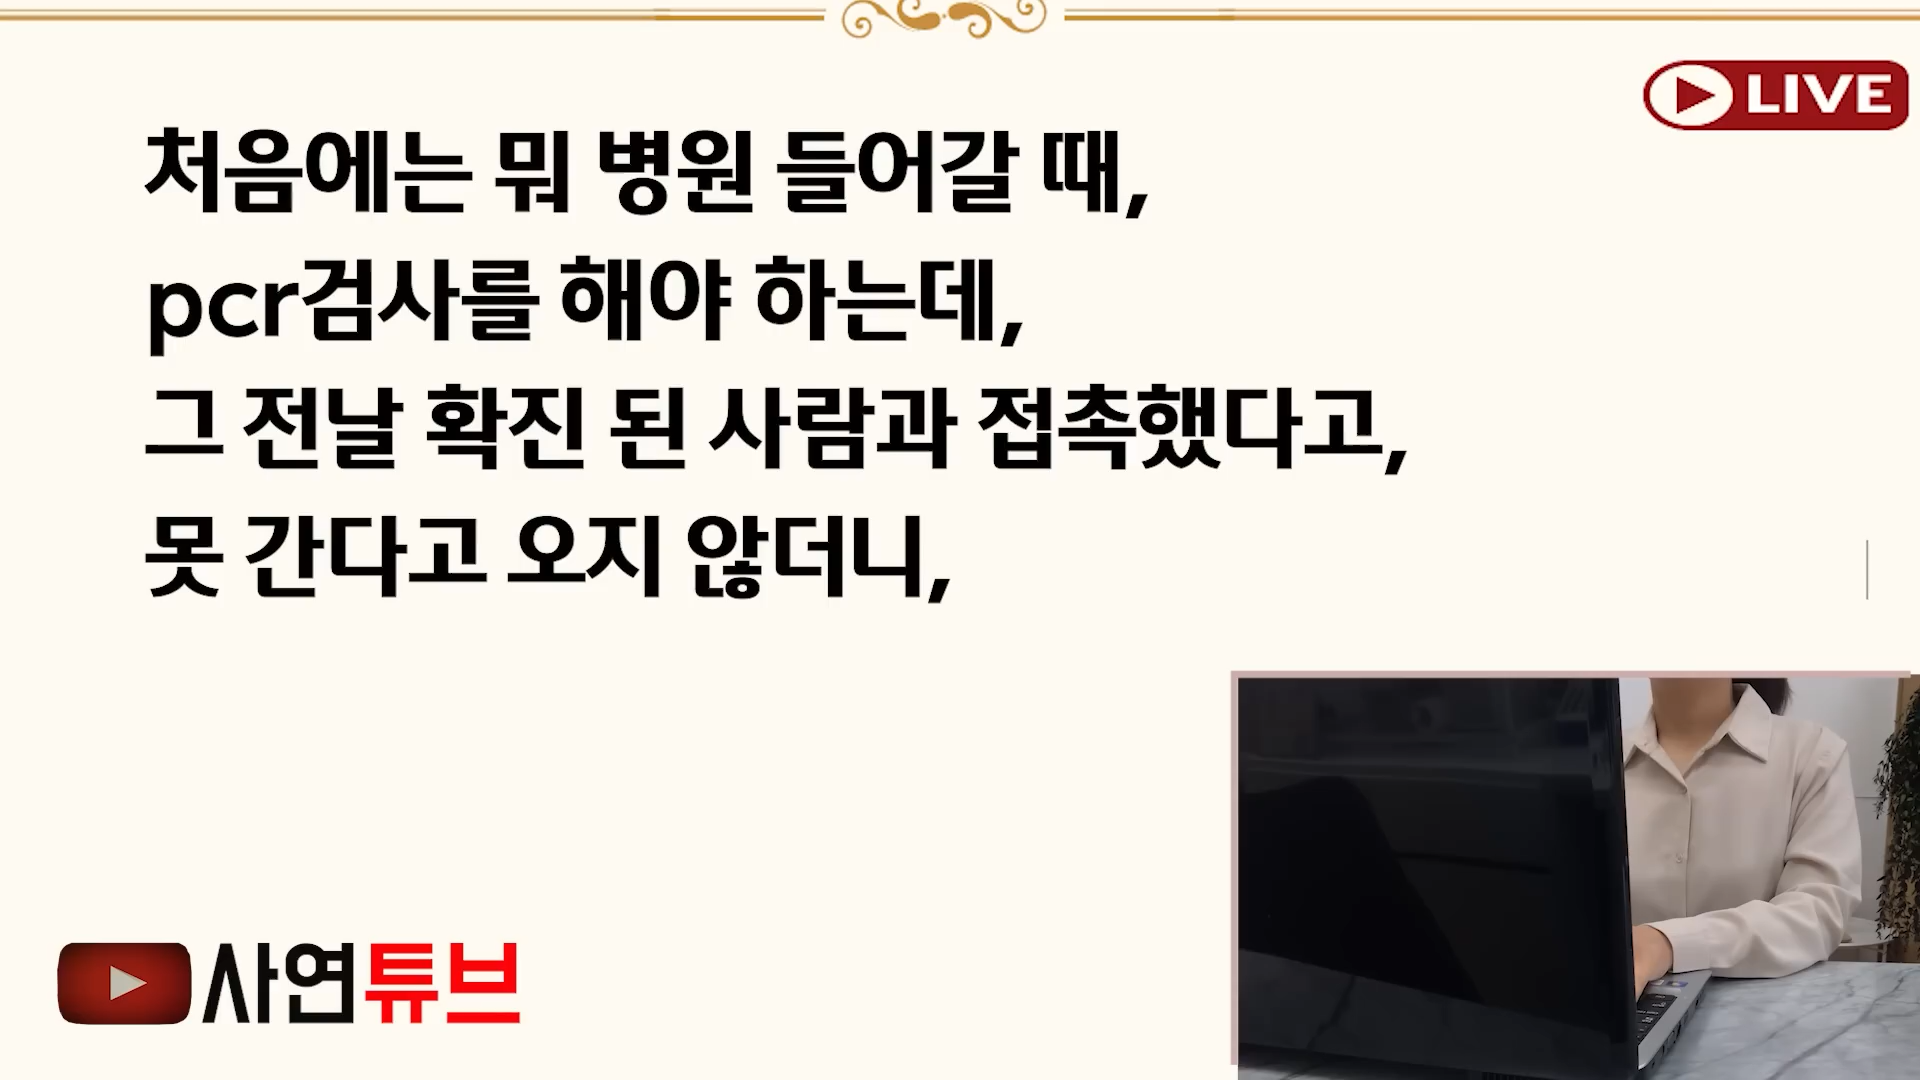 LIVE
처음에는 뭐 병원 들어갈 때,
pcr검사를 해야 하는데,
그 전날 확진 된 사람과 접촉했다고,
못 간다고 오지 않더니,
사연튜브